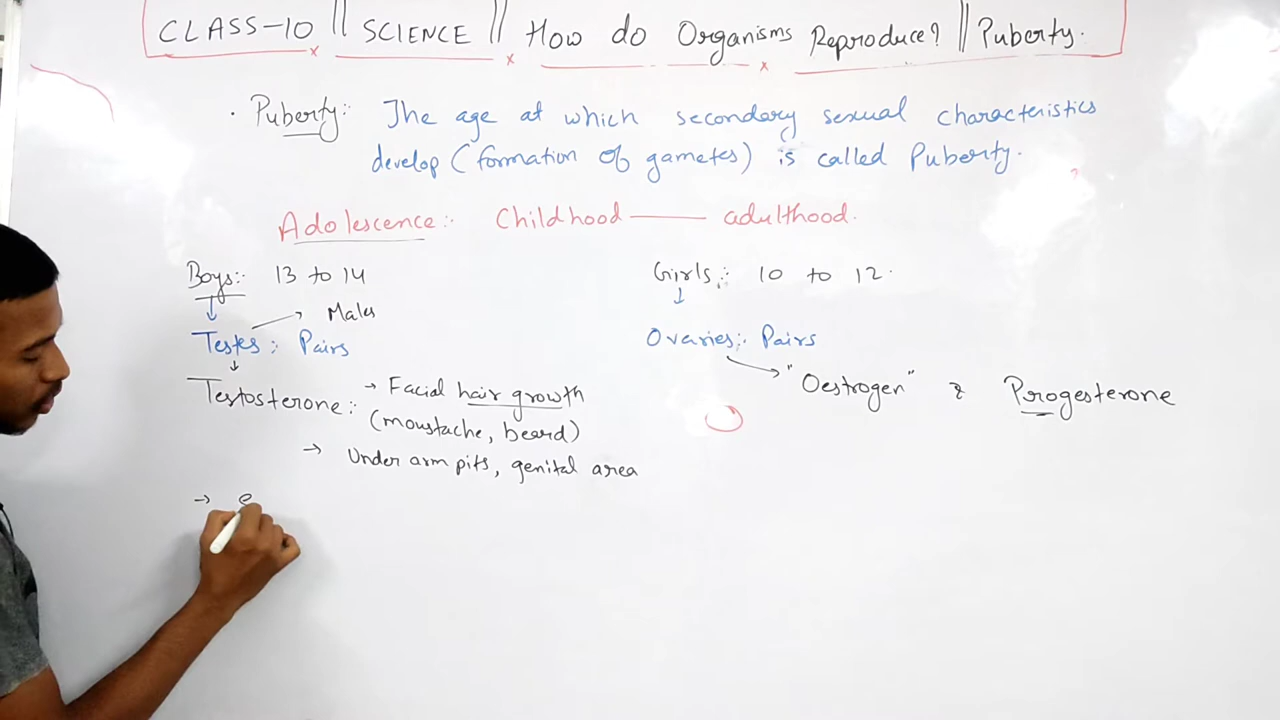 CLASS-10 || SCIENCE || How do Organisms Reproduce? || Puberty.
· Puberty:- The age at which secondary sexual characteristics
develop (formation of gametes) is called Puberty.
Adolescence:- Childhood —— adulthood.
Boys:- 13 to 14
Girls:- 10 to 12.
↓
↓
→ Males
Testes:- Pairs
Ovaries:- Pairs
↓
→ "Oestrogen" & Progesterone
Testosterone:- → Facial hair growth
(moustache, beard)
→ Under arm pits, genital area
→ e